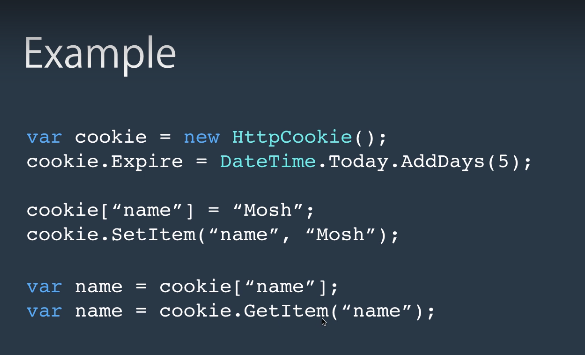 Example
var cookie = new HttpCookie();
cookie.Expire = DateTime.Today.AddDays(5);
cookie[“name”] = “Mosh”;
cookie.SetItem(“name”, “Mosh”);
var name = cookie[“name”];
var name = cookie.GetItem(“name”);